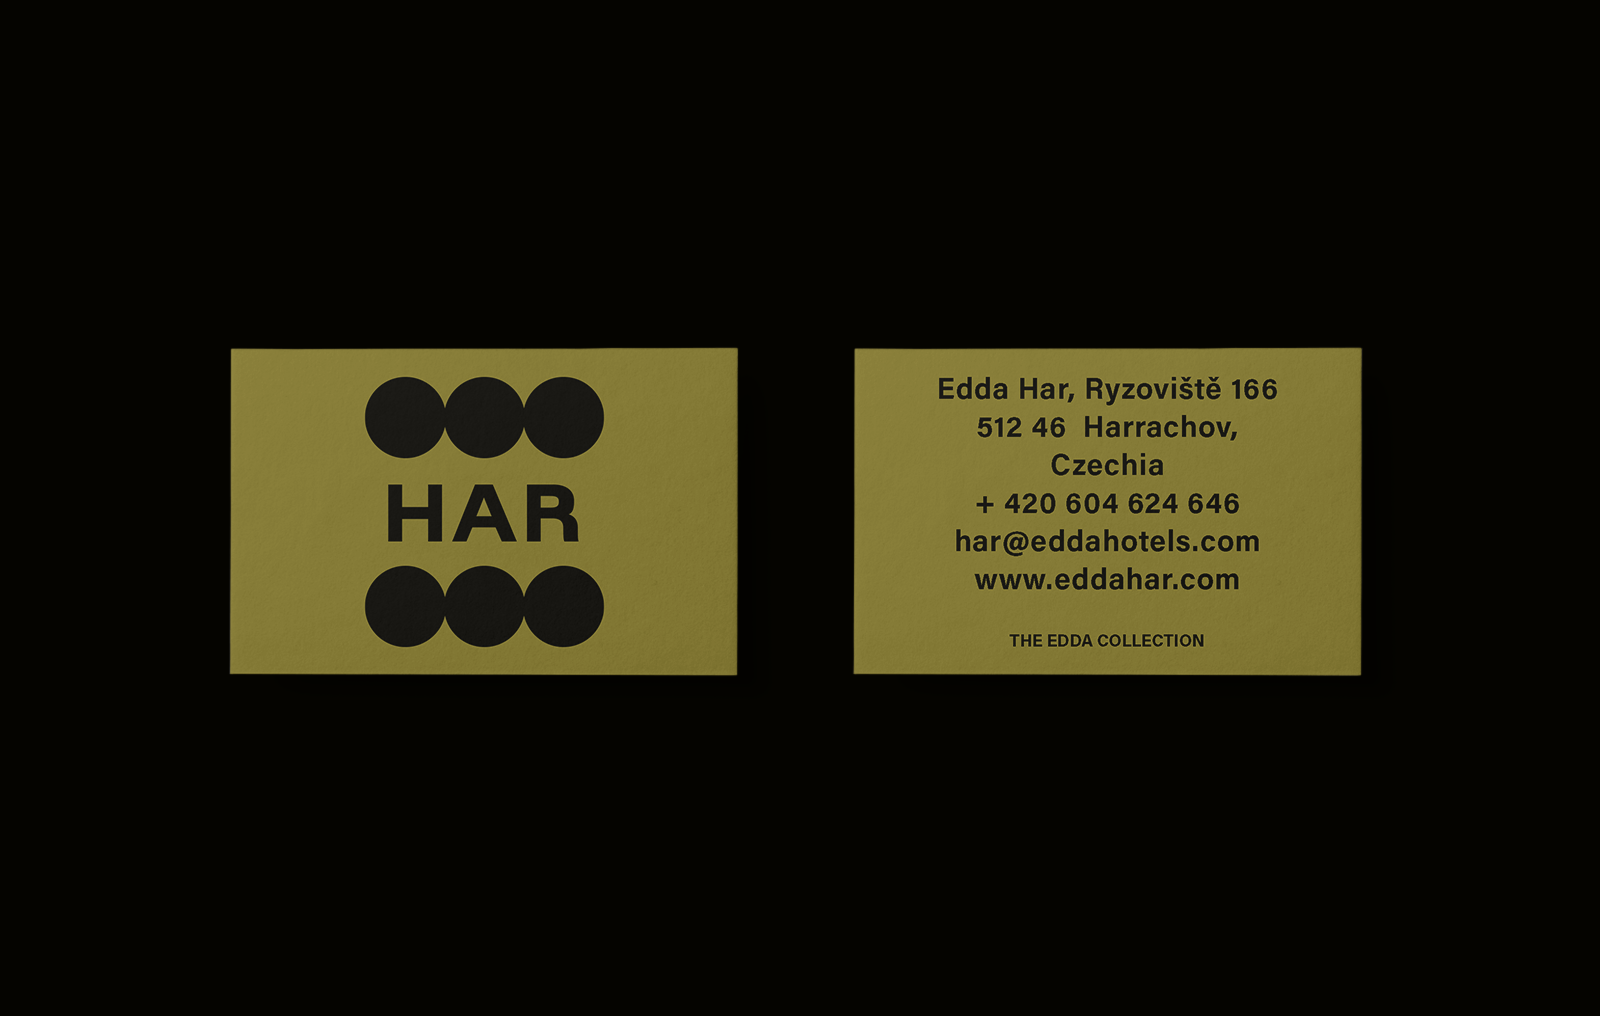 HAR
Edda Har, Ryzoviště 166
512 46  Harrachov,
Czechia
+ 420 604 624 646
har@eddahotels.com
www.eddahar.com
THE EDDA COLLECTION